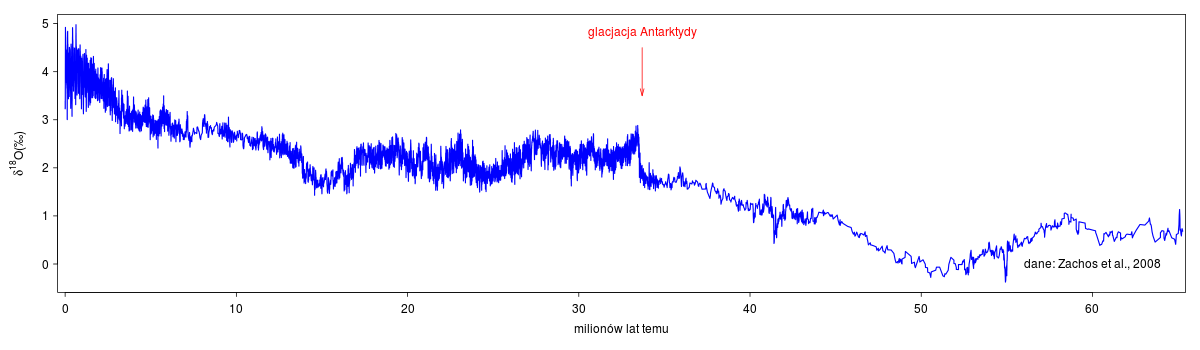 glacjacja Antarktydy
5
4
3
2
1
0
δ18O(‰)
dane: Zachos et al., 2008
0 10 20 30 40 50 60
milionów lat temu